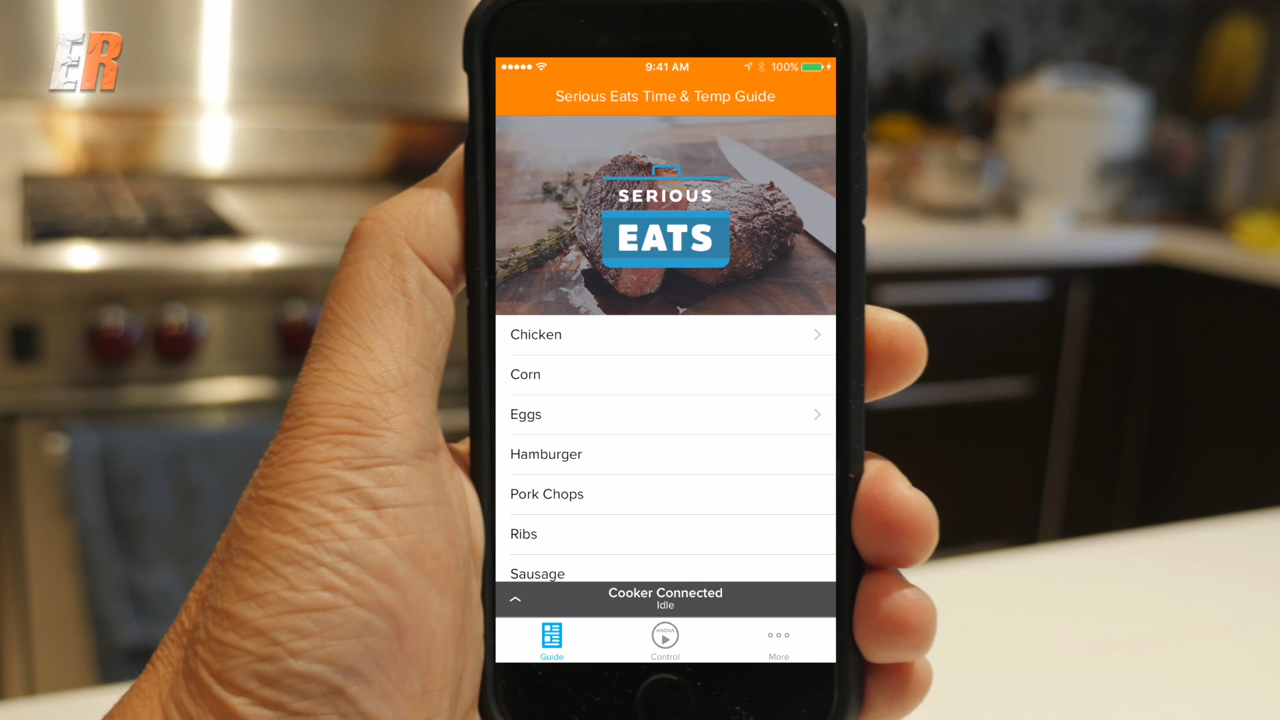 ER
9:41 AM
100%
Serious Eats Time & Temp Guide
SERIOUS
EATS
Chicken
Corn
Eggs
Hamburger
Pork Chops
Ribs
Sausage
Cooker Connected
Idle
ANOVA
Guide
Control
More